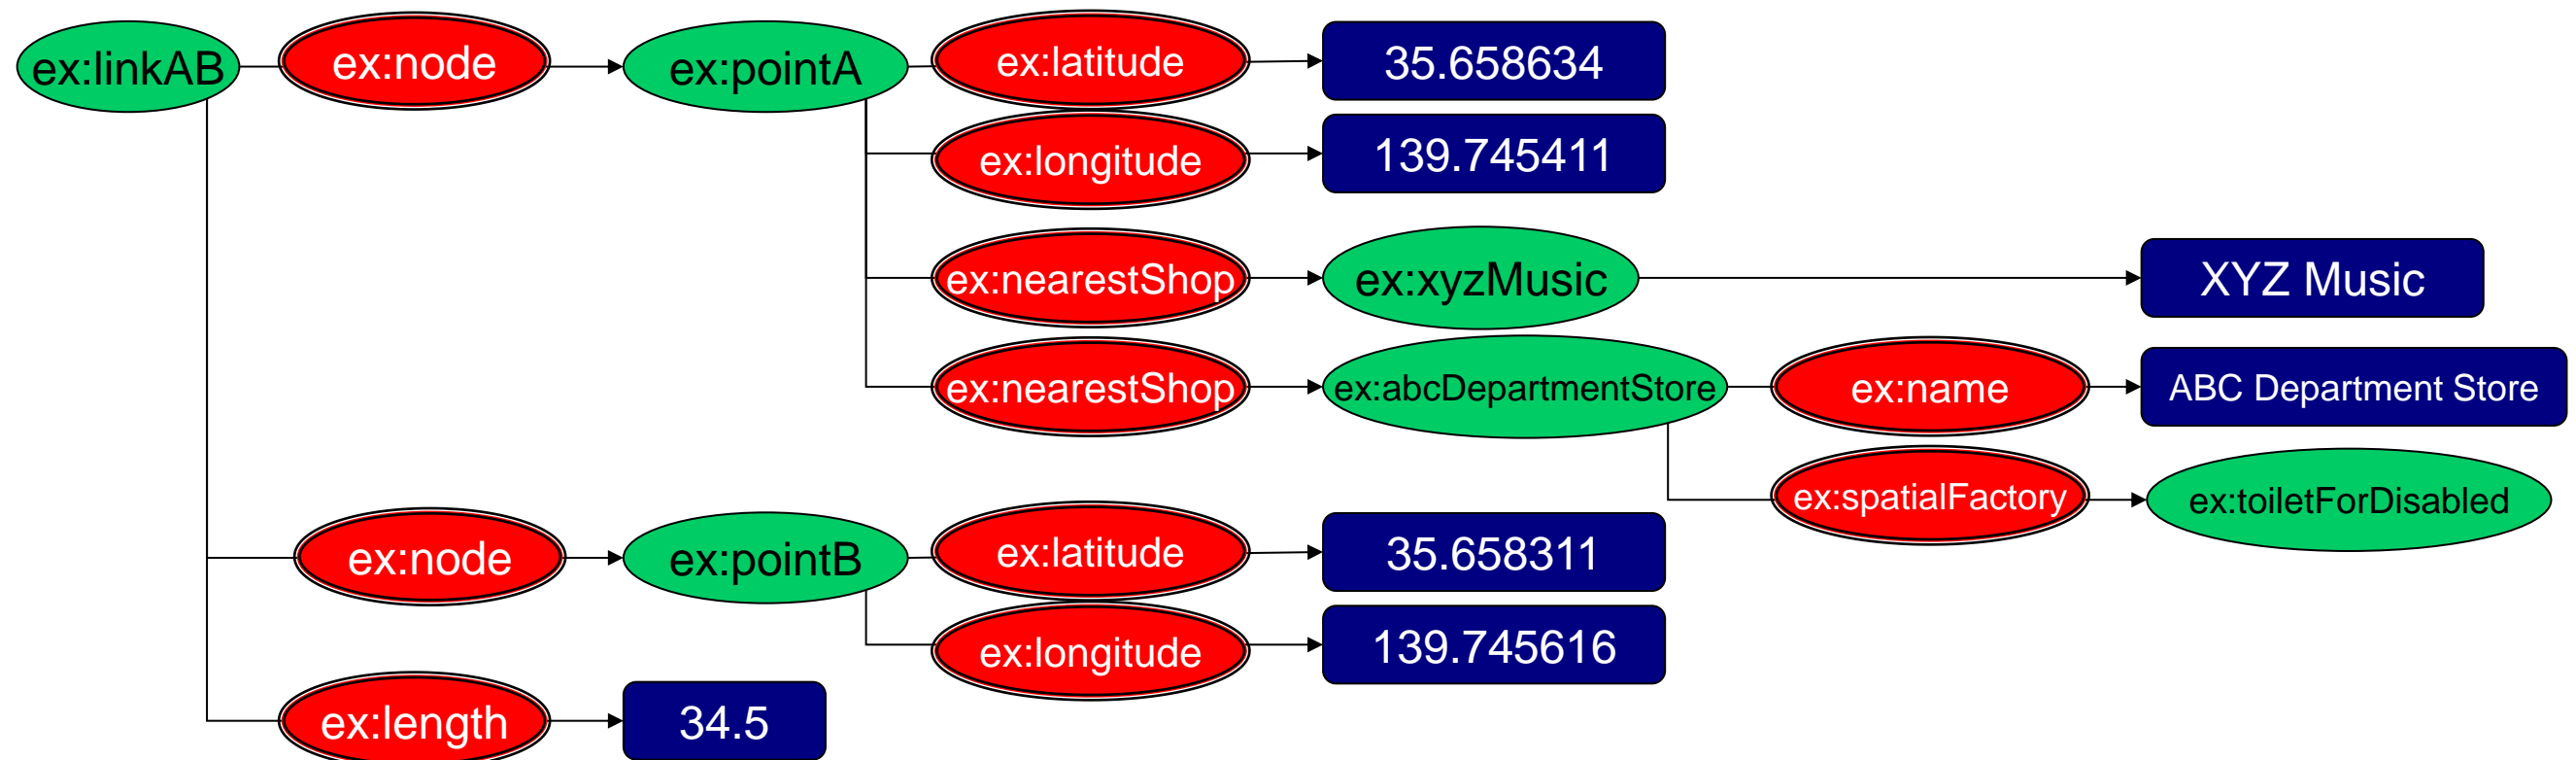 ex:linkAB
ex:node
ex:pointA
ex:latitude
35.658634
ex:longitude
139.745411
ex:nearestShop
ex:xyzMusic
XYZ Music
ex:nearestShop
ex:abcDepartmentStore
ex:name
ABC Department Store
ex:spatialFactory
ex:toiletForDisabled
ex:node
ex:pointB
ex:latitude
35.658311
ex:longitude
139.745616
ex:length
34.5